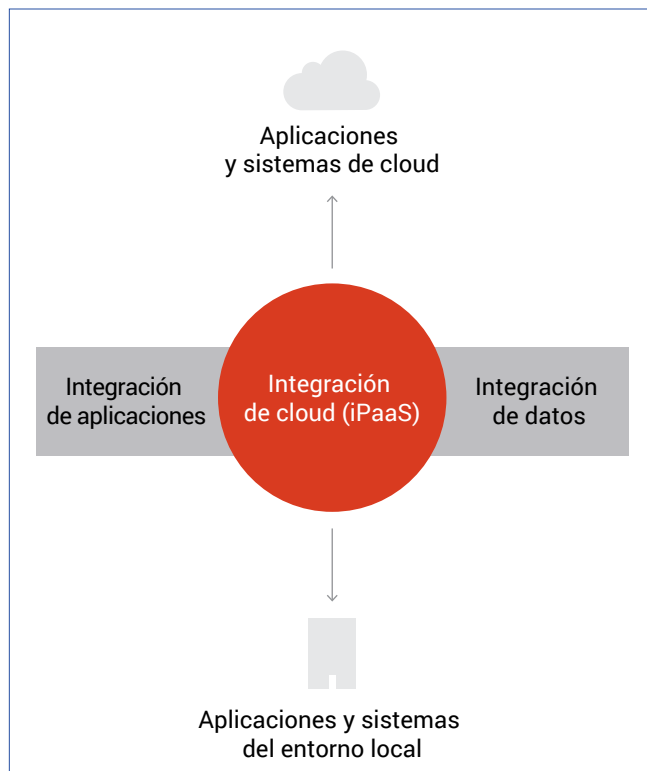 Aplicaciones
y sistemas de cloud
Integración
de aplicaciones
Integración
de cloud (iPaaS)
Integración
de datos
Aplicaciones y sistemas
del entorno local